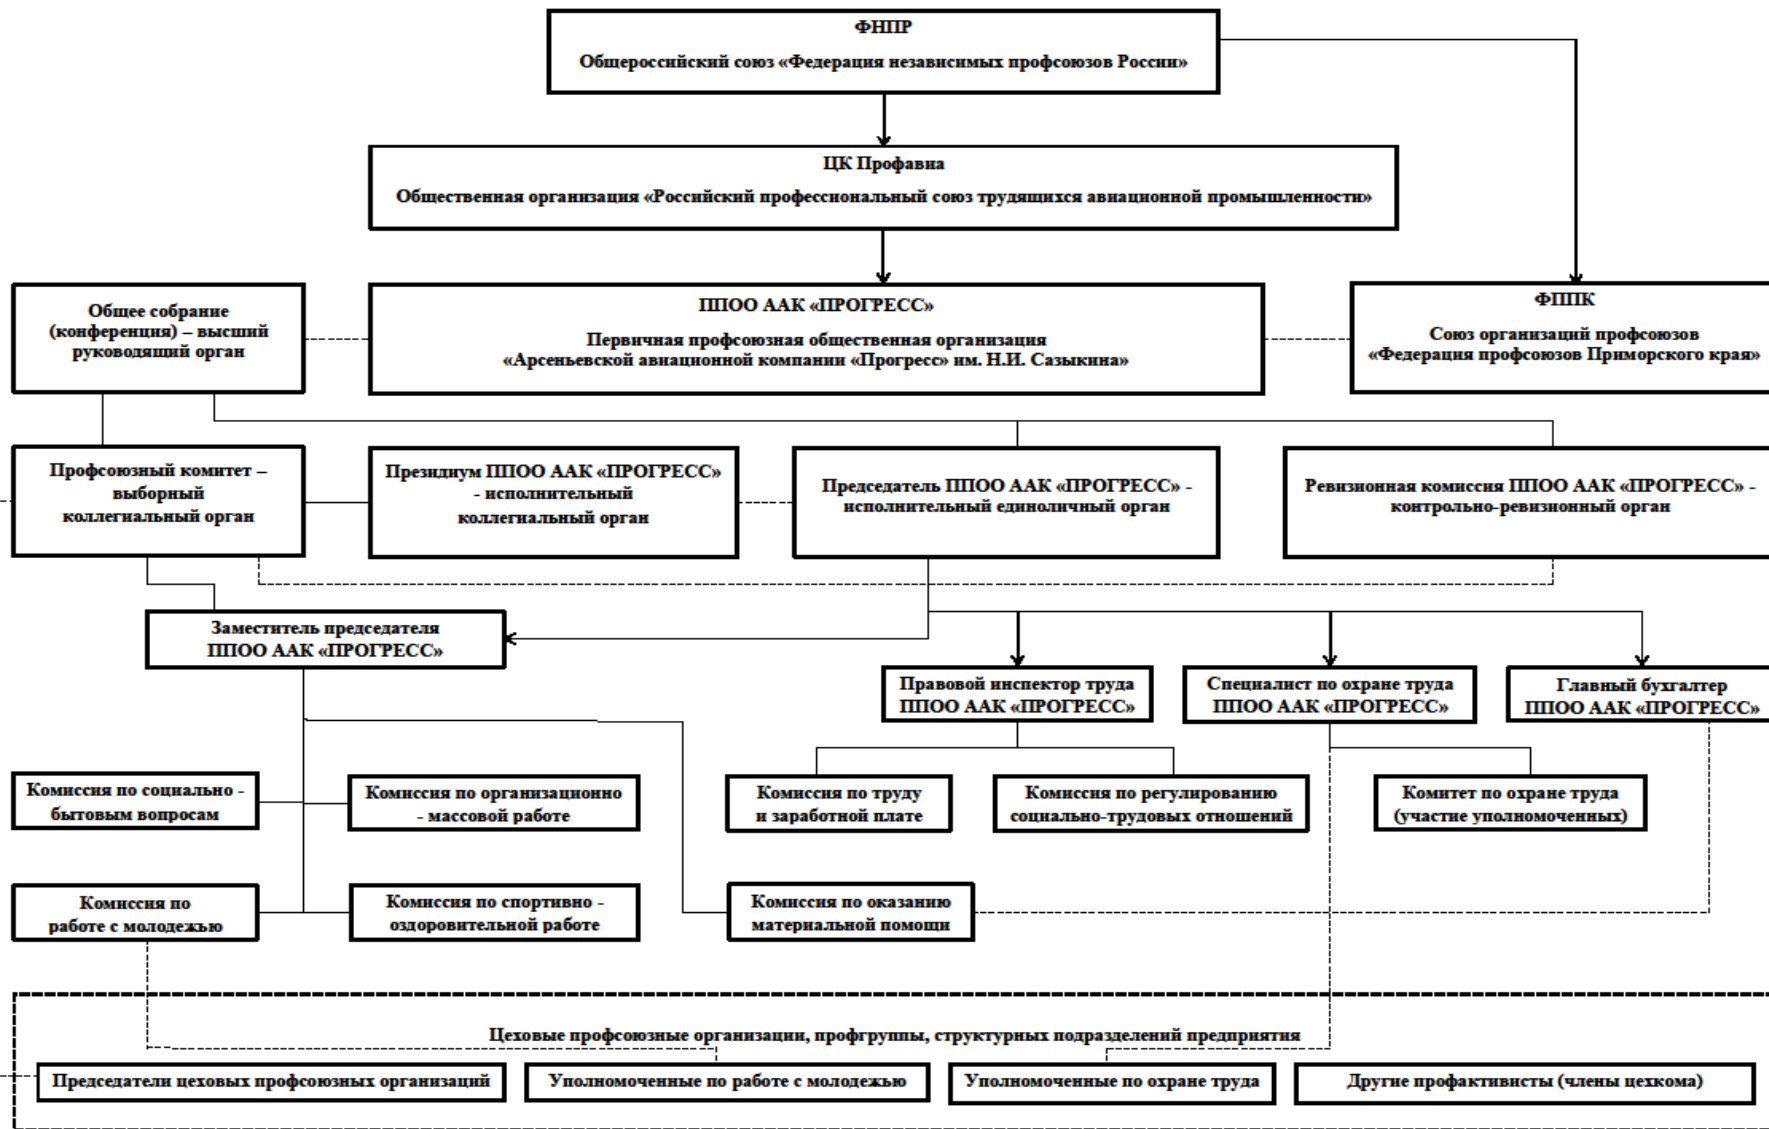 ФНПР
Общероссийский союз «Федерация независимых профсоюзов России»
ЦК Профавиа
Общественная организация «Российский профессиональный союз трудящихся авиационной промышленности»
Общее собрание
(конференция) – высший
руководящий орган
ППОО ААК «ПРОГРЕСС»
Первичная профсоюзная общественная организация
«Арсеньевской авиационной компании «Прогресс» им. Н.И. Сазыкина»
ФППК
Союз организаций профсоюзов
«Федерация профсоюзов Приморского края»
Профсоюзный комитет –
выборный
коллегиальный орган
Президиум ППОО ААК «ПРОГРЕСС»
- исполнительный
коллегиальный орган
Председатель ППОО ААК «ПРОГРЕСС» -
исполнительный единоличный орган
Ревизионная комиссия ППОО ААК «ПРОГРЕСС» -
контрольно-ревизионный орган
Заместитель председателя
ППОО ААК «ПРОГРЕСС»
Правовой инспектор труда
ППОО ААК «ПРОГРЕСС»
Специалист по охране труда
ППОО ААК «ПРОГРЕСС»
Главный бухгалтер
ППОО ААК «ПРОГРЕСС»
Комиссия по социально -
бытовым вопросам
Комиссия по организационно
- массовой работе
Комиссия по труду
и заработной плате
Комиссия по регулированию
социально-трудовых отношений
Комитет по охране труда
(участие уполномоченных)
Комиссия по
работе с молодежью
Комиссия по спортивно -
оздоровительной работе
Комиссия по оказанию
материальной помощи
Цеховые профсоюзные организации, профгруппы, структурных подразделений предприятия
Председатели цеховых профсоюзных организаций
Уполномоченные по работе с молодежью
Уполномоченные по охране труда
Другие профактивисты (члены цехкома)